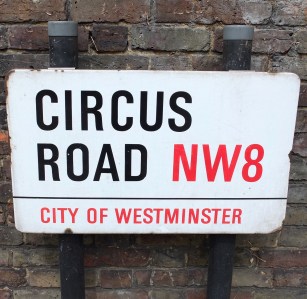 CIRCUS
ROAD NW8
CITY OF WESTMINSTER